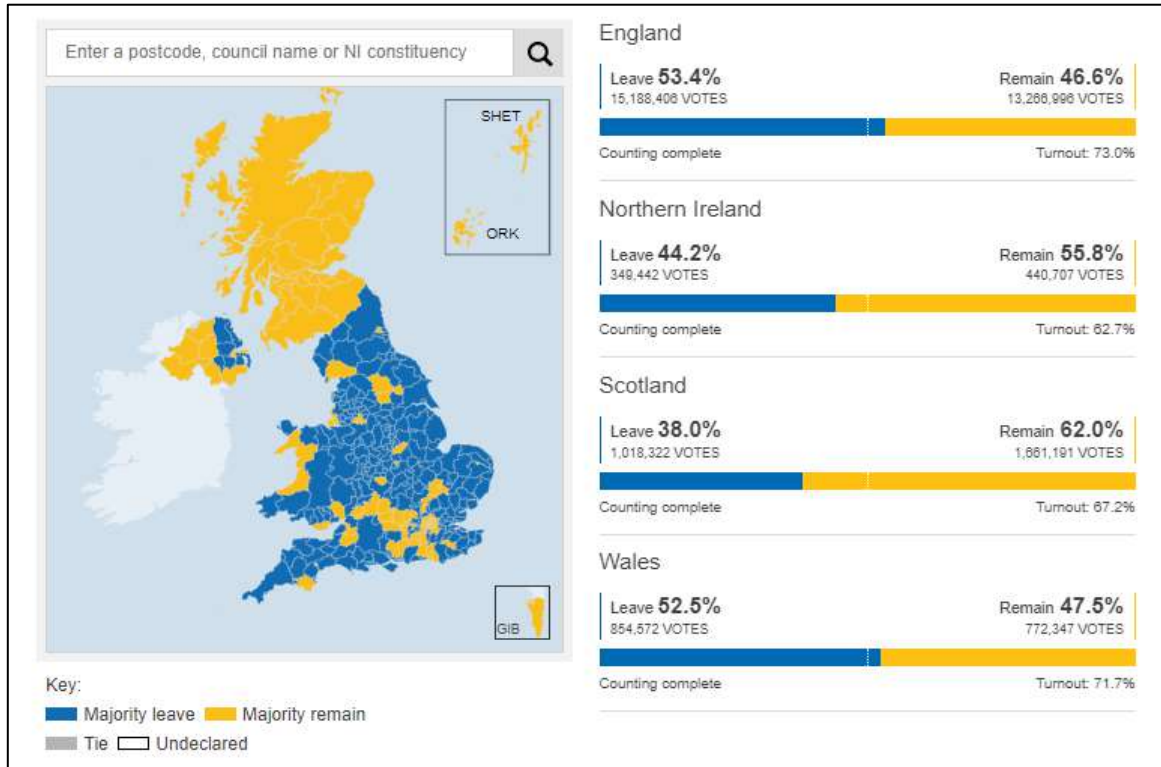 Enter a postcode, council name or NI constituency
SHET
ORK
GIB
Key:
Majority leave Majority remain
Tie Undeclared
England
Leave 53.4% Remain 46.6%
15,188,406 VOTES 13,266,996 VOTES
Counting complete Turnout: 73.0%
Northern Ireland
Leave 44.2% Remain 55.8%
349,442 VOTES 440,707 VOTES
Counting complete Turnout: 62.7%
Scotland
Leave 38.0% Remain 62.0%
1,018,322 VOTES 1,661,191 VOTES
Counting complete Turnout: 67.2%
Wales
Leave 52.5% Remain 47.5%
854,572 VOTES 772,347 VOTES
Counting complete Turnout: 71.7%